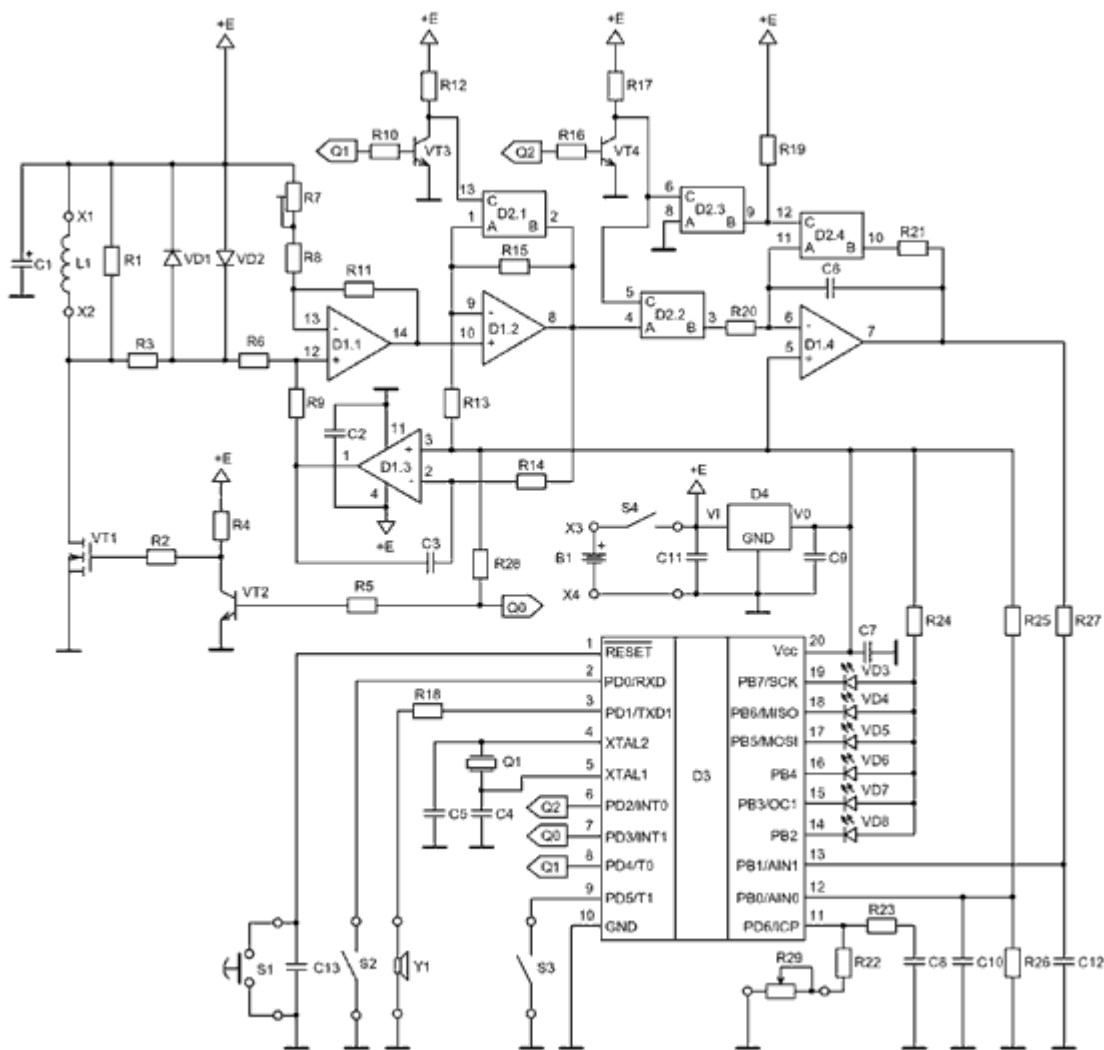 +E +E +E +E
R12 R17
Q1 R10 VT3 Q2 R16 VT4 R19
13 C D2.1 1 A B 2
6 C D2.3 8 A B 9
12 C D2.4 11 A B 10 R21
X1 R7
C1 + L1 R1 VD1 VD2 R8 R15 C6
X2 R11
5 C D2.2 4 A B 3 R20
13 - D1.1 12 + 14
9 - D1.2 10 + 8
6 - D1.4 5 + 7
R3 R6
R9 R13
C2 11 3 +
1 D1.3 2 - R14
4
+E +E +E
R4 C3 R28
X3 S4 VI D4 VO
B1 + C11 GND C9
X4
VT1 R2
VT2 R5 Q0
R24 R25 R27
1 RESET D3 Vcc 20 C7
2 PD0/RXD PB7/SCK 19 VD3
R18 3 PD1/TXD1 PB6/MISO 18 VD4
4 XTAL2 PB5/MOSI 17 VD5
Q1 5 XTAL1 PB4 16 VD6
C5 C4 Q2 6 PD2/INT0 PB3/OC1 15 VD7
Q0 7 PD3/INT1 PB2 14 VD8
Q1 8 PD4/T0 PB1/AIN1 13
9 PD5/T1 PB0/AIN0 12
10 GND PD6/ICP 11 R23
S1 C13 S2 Y1 S3 R29 R22 C8 C10 R26 C12